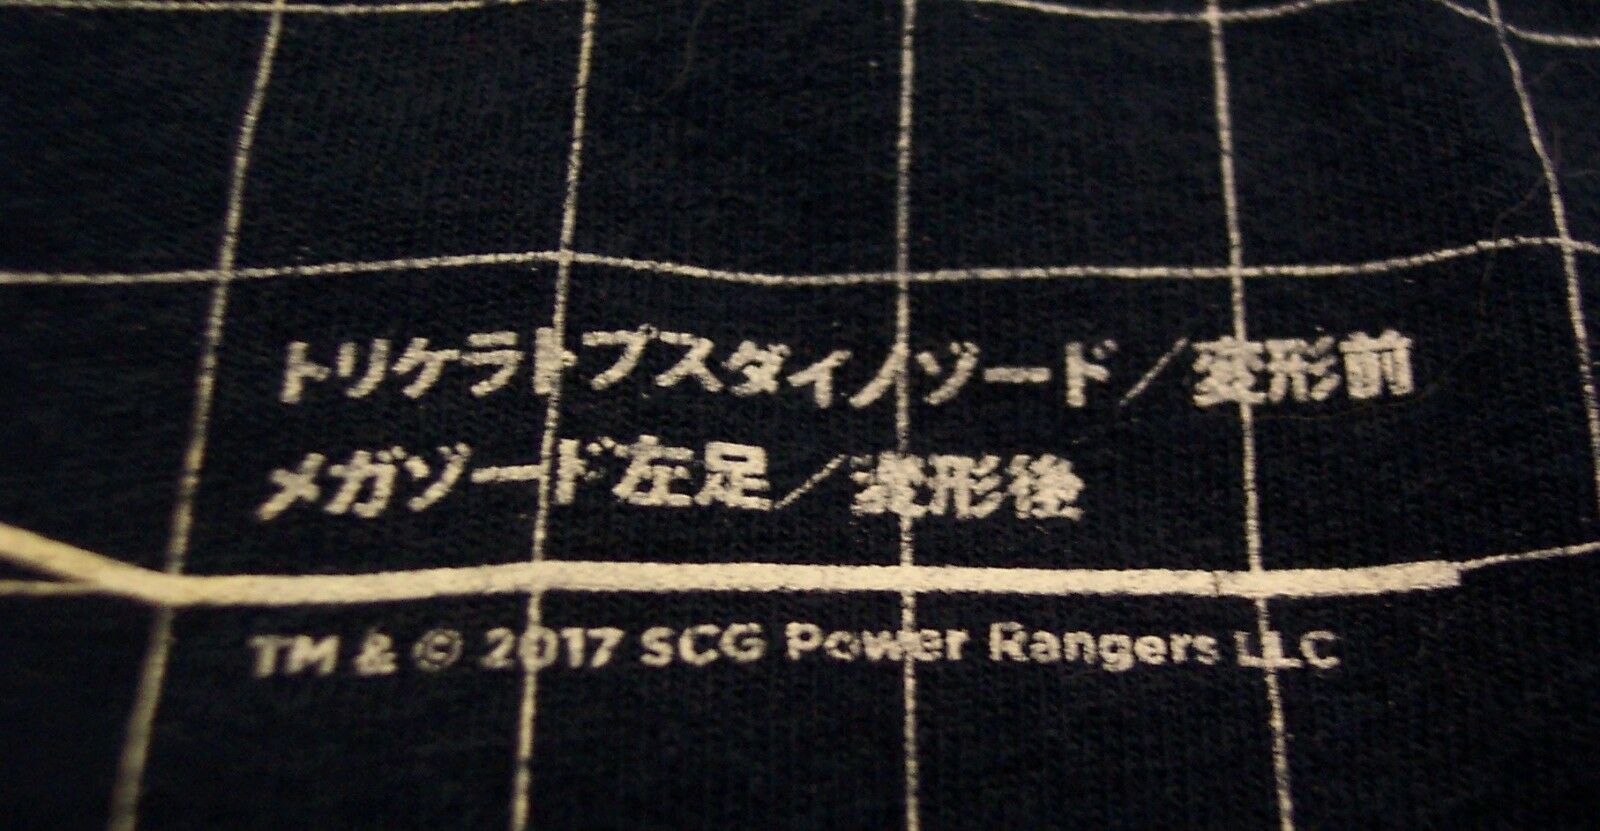 トリケラトプスダイノゾード／変形前
メガゾード左足／変形後
TM & © 2017 SCG Power Rangers LLC